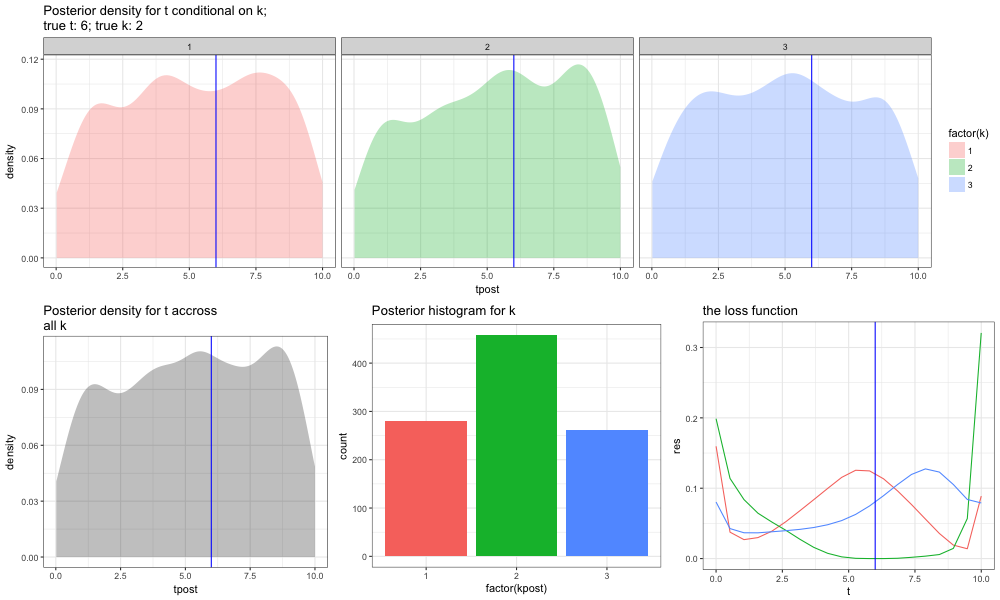 Posterior density for t conditional on k;
true t: 6; true k: 2
1 2 3
density
0.12
0.09
0.06
0.03
0.00
0.0 2.5 5.0 7.5 10.0 0.0 2.5 5.0 7.5 10.0 0.0 2.5 5.0 7.5 10.0
tpost
factor(k)
1
2
3
Posterior density for t accross
all k
density
0.09
0.06
0.03
0.00
0.0 2.5 5.0 7.5 10.0
tpost
Posterior histogram for k
count
400
300
200
100
0
1 2 3
factor(kpost)
the loss function
res
0.3
0.2
0.1
0.0
0.0 2.5 5.0 7.5 10.0
t